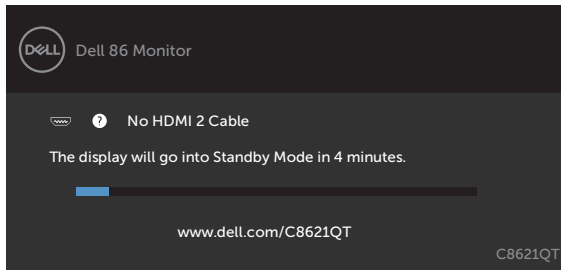 DELL
Dell 86 Monitor
? No HDMI 2 Cable
The display will go into Standby Mode in 4 minutes.
www.dell.com/C8621QT
C8621QT